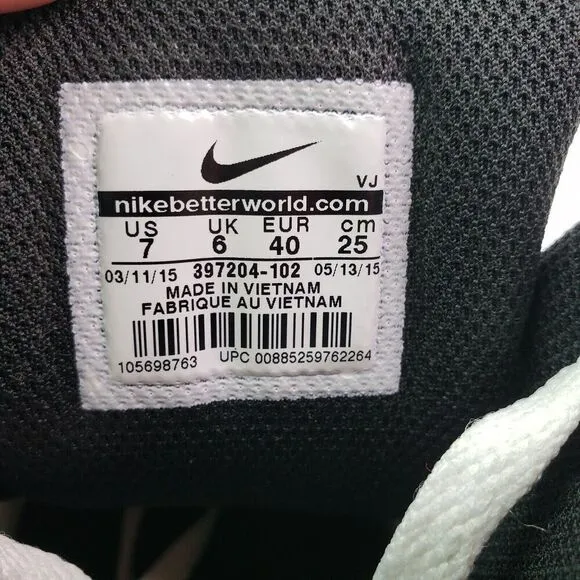 VJ
nikebetterworld.com
US UK EUR cm
7 6 40 25
03/11/15 397204-102 05/13/15
MADE IN VIETNAM
FABRIQUE AU VIETNAM
105698763 UPC 00885259762264